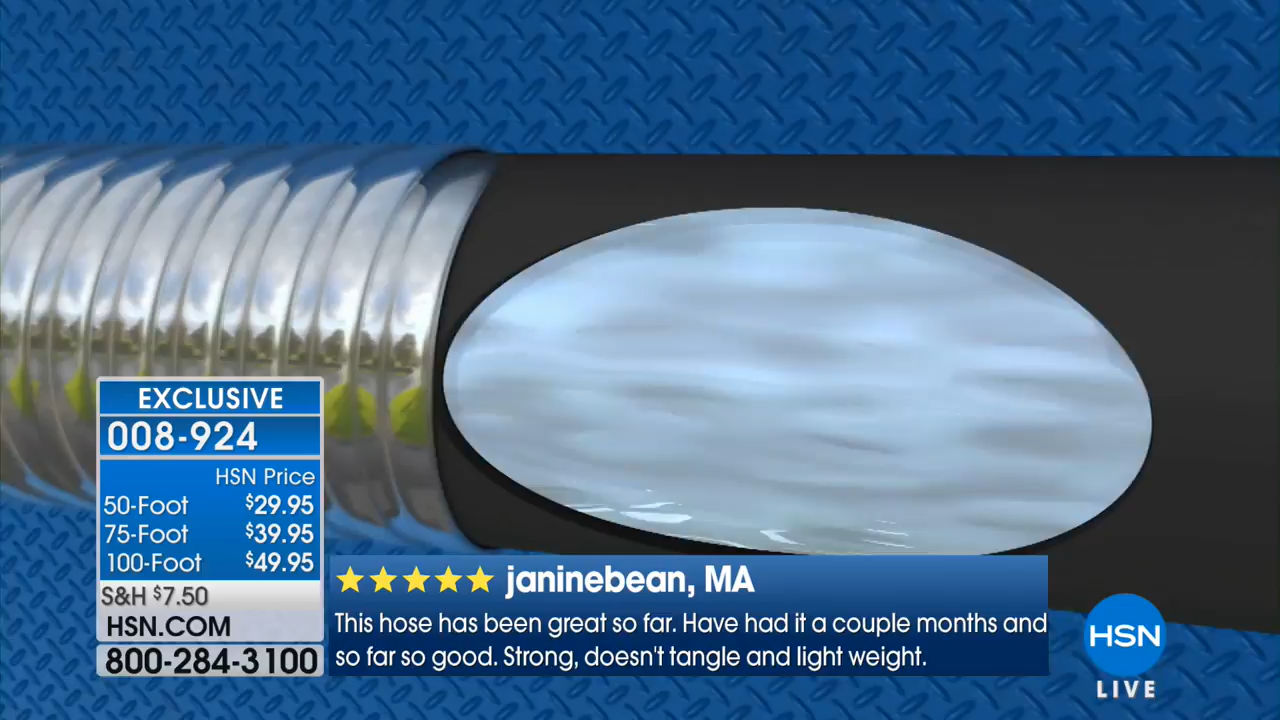 EXCLUSIVE
008-924
HSN Price
50-Foot $29.95
75-Foot $39.95
100-Foot $49.95
S&H $7.50
HSN.COM
800-284-3100
★★★★★ janinebean, MA
This hose has been great so far. Have had it a couple months and
so far so good. Strong, doesn't tangle and light weight.
HSN
LIVE